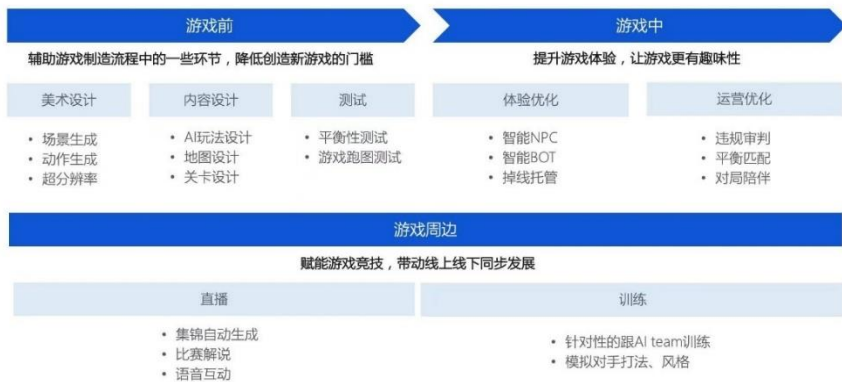 游戏前
游戏中
辅助游戏制造流程中的一些环节，降低创造新游戏的门槛
提升游戏体验，让游戏更有趣味性
美术设计
内容设计
测试
体验优化
运营优化
• 场景生成
• 动作生成
• 超分辨率
• AI玩法设计
• 地图设计
• 关卡设计
• 平衡性测试
• 游戏跑图测试
• 智能NPC
• 智能BOT
• 掉线托管
• 违规审判
• 平衡匹配
• 对局陪伴
游戏周边
赋能游戏竞技，带动线上线下同步发展
直播
训练
• 集锦自动生成
• 比赛解说
• 语音互动
• 针对性的跟AI team训练
• 模拟对手打法、风格